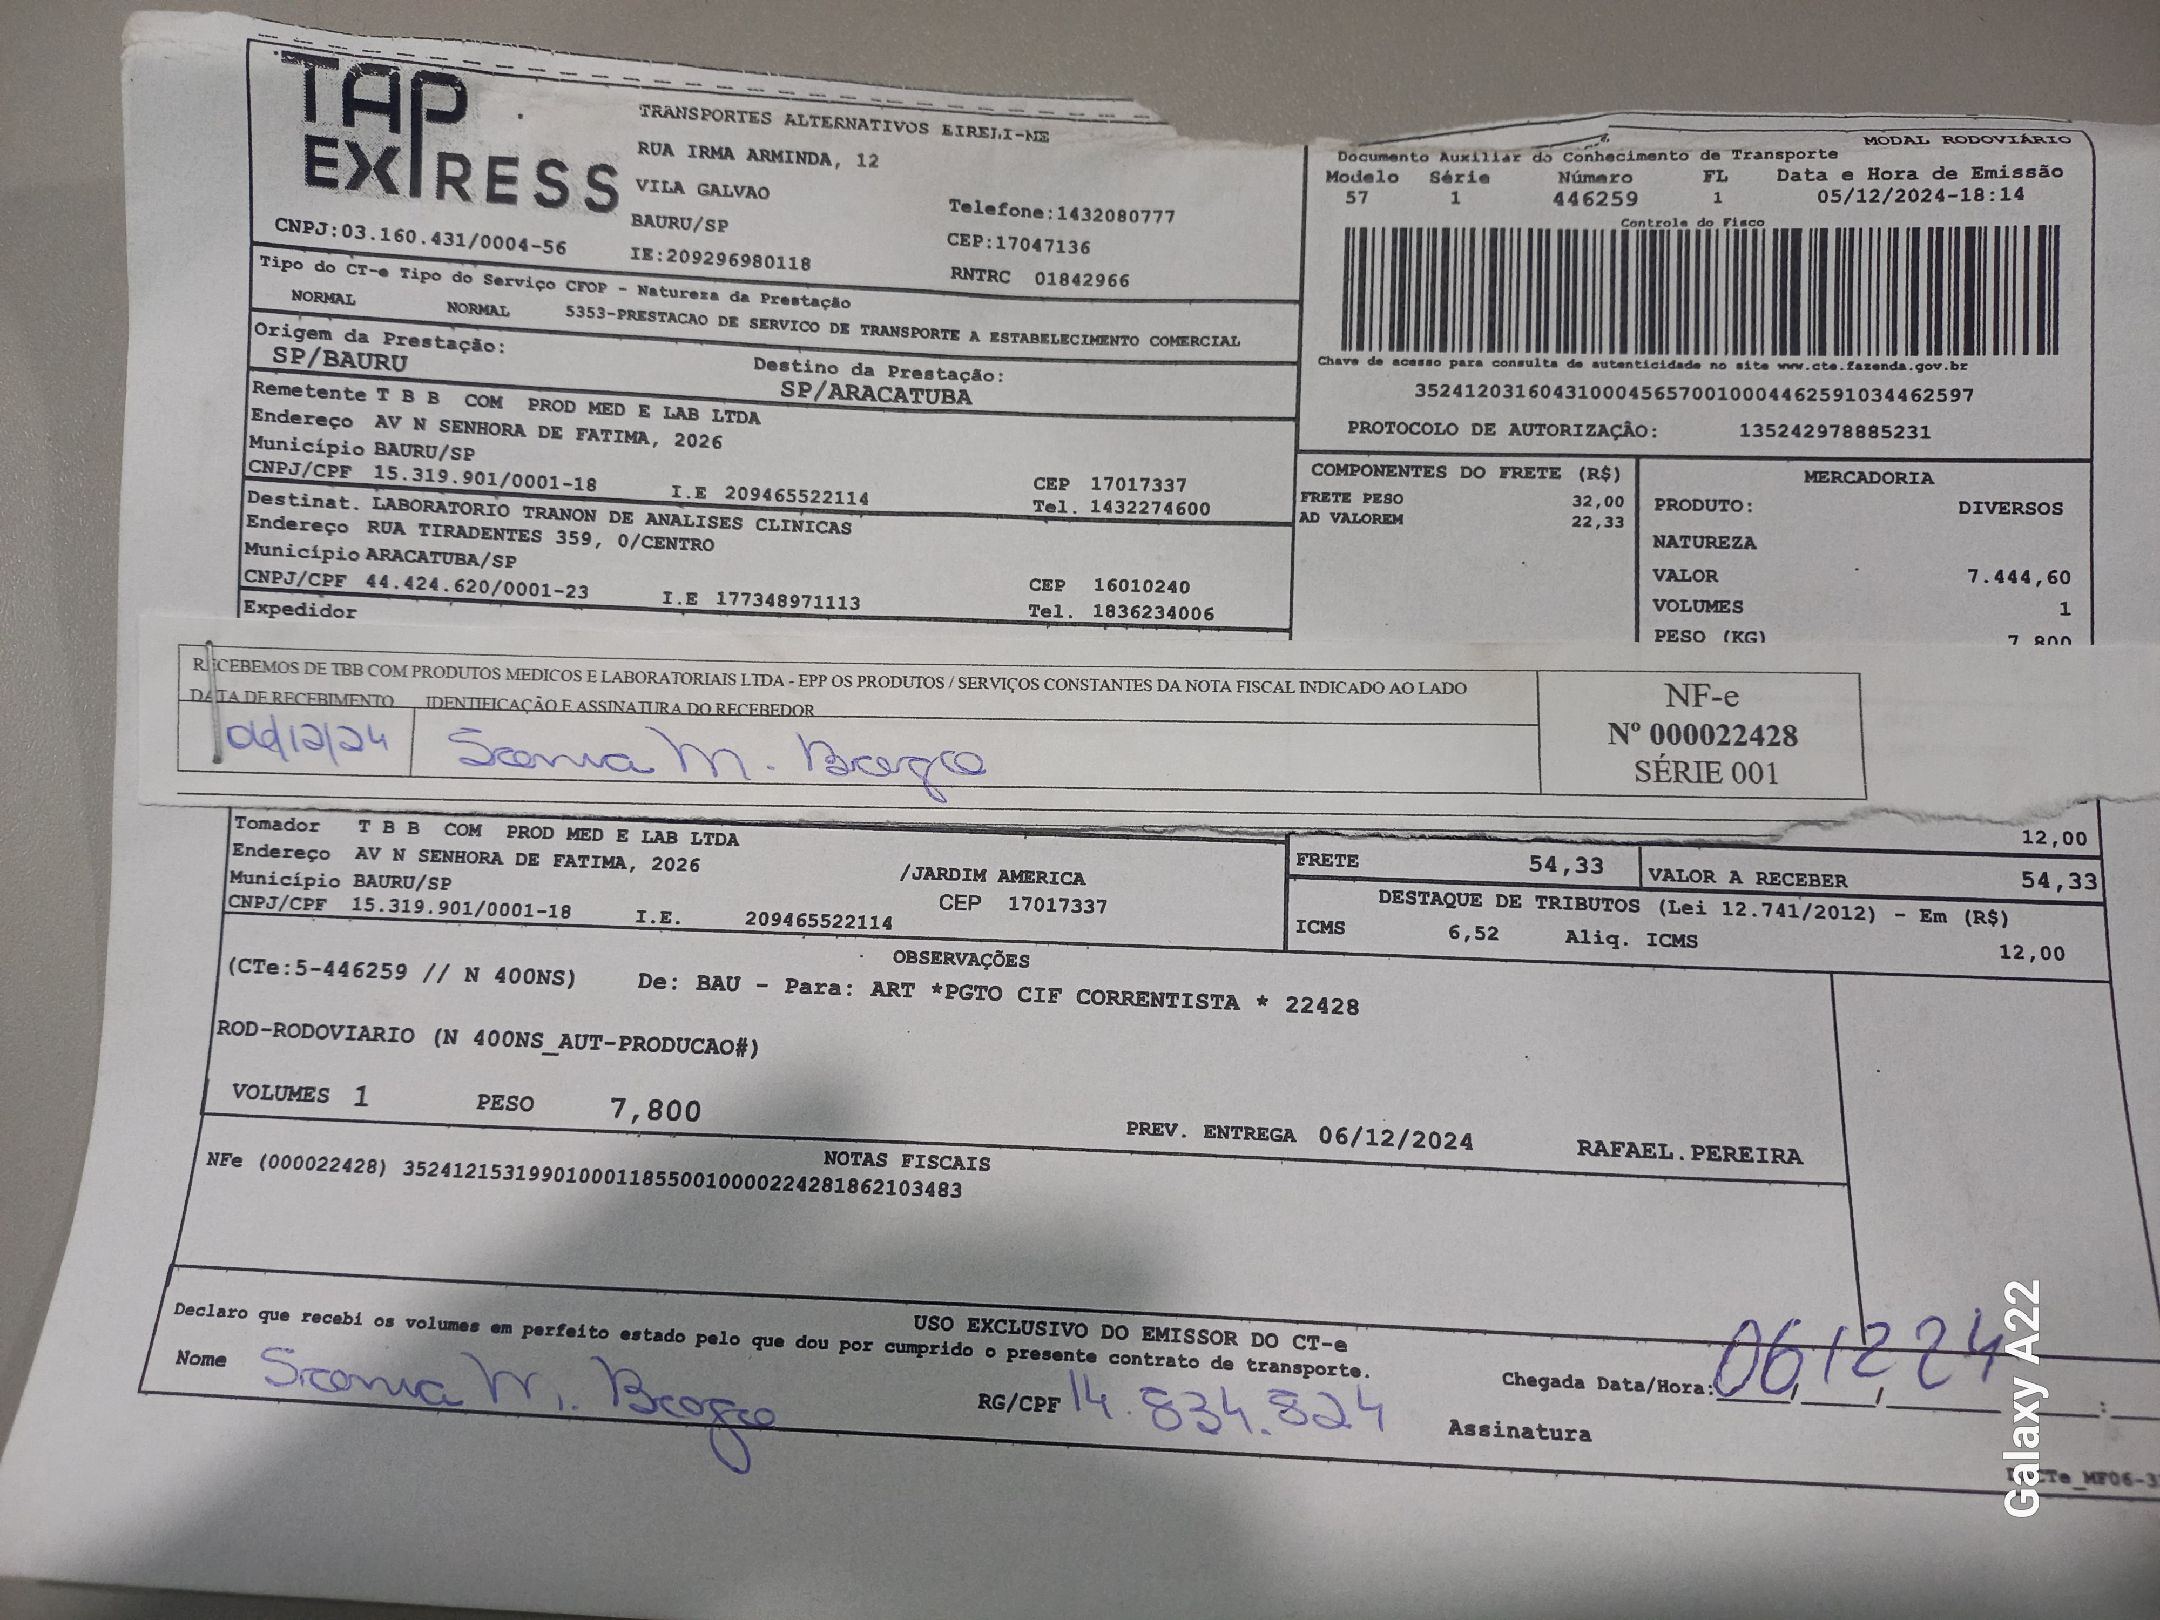 TAP EXPRESS
CNPJ:03.160.431/0004-56
TRANSPORTES ALTERNATIVOS EIRELI-ME
RUA IRMA ARMINDA, 12
VILA GALVAO
BAURU/SP
IE:209296980118
Telefone:1432080777
CEP:17047136
RNTRC 01842966
MODAL RODOVIÁRIO
Documento Auxiliar do Conhecimento de Transporte
Modelo Série Número FL Data e Hora de Emissão
57 1 446259 1 05/12/2024-18:14
Controle do Fisco
Chave de acesso para consulta de autenticidade no site www.cte.fazenda.gov.br
35241203160431000456570010004462591034462597
PROTOCOLO DE AUTORIZAÇÃO: 135242978885231
Tipo do CT-e Tipo do Serviço CFOP - Natureza da Prestação
NORMAL NORMAL 5353-PRESTACAO DE SERVICO DE TRANSPORTE A ESTABELECIMENTO COMERCIAL
Origem da Prestação: Destino da Prestação:
SP/BAURU SP/ARACATUBA
Remetente T B B COM PROD MED E LAB LTDA
Endereço AV N SENHORA DE FATIMA, 2026
Município BAURU/SP CEP 17017337
CNPJ/CPF 15.319.901/0001-18 I.E 209465522114 Tel. 1432274600
Destinat. LABORATORIO TRANON DE ANALISES CLINICAS
Endereço RUA TIRADENTES 359, 0/CENTRO
Município ARACATUBA/SP CEP 16010240
CNPJ/CPF 44.424.620/0001-23 I.E 177348971113 Tel. 1836234006
Expedidor
COMPONENTES DO FRETE (R$)
FRETE PESO 32,00
AD VALOREM 22,33
MERCADORIA
PRODUTO: DIVERSOS
NATUREZA
VALOR 7.444,60
VOLUMES 1
PESO (KG) 7,800
RECEBEMOS DE TBB COM PRODUTOS MEDICOS E LABORATORIAIS LTDA - EPP OS PRODUTOS / SERVIÇOS CONSTANTES DA NOTA FISCAL INDICADO AO LADO
DATA DE RECEBIMENTO IDENTIFICAÇÃO E ASSINATURA DO RECEBEDOR
NF-e
Nº 000022428
SÉRIE 001
12,00
Tomador T B B COM PROD MED E LAB LTDA
Endereço AV N SENHORA DE FATIMA, 2026 /JARDIM AMERICA
Município BAURU/SP CEP 17017337
CNPJ/CPF 15.319.901/0001-18 I.E. 209465522114
FRETE 54,33 VALOR A RECEBER 54,33
DESTAQUE DE TRIBUTOS (Lei 12.741/2012) - Em (R$)
ICMS 6,52 Aliq. ICMS 12,00
OBSERVAÇÕES
(CTe:5-446259 // N 400NS) De: BAU - Para: ART *PGTO CIF CORRENTISTA * 22428
ROD-RODOVIARIO (N 400NS_AUT-PRODUCAO#)
VOLUMES 1 PESO 7,800
PREV. ENTREGA 06/12/2024 RAFAEL.PEREIRA
NOTAS FISCAIS
NFe (000022428) 35241215319901000118550010000224281862103483
USO EXCLUSIVO DO EMISSOR DO CT-e
Declaro que recebi os volumes em perfeito estado pelo que dou por cumprido o presente contrato de transporte.
Nome RG/CPF 14.834.824
Chegada Data/Hora: 06/12/24
Assinatura
Galaxy A22